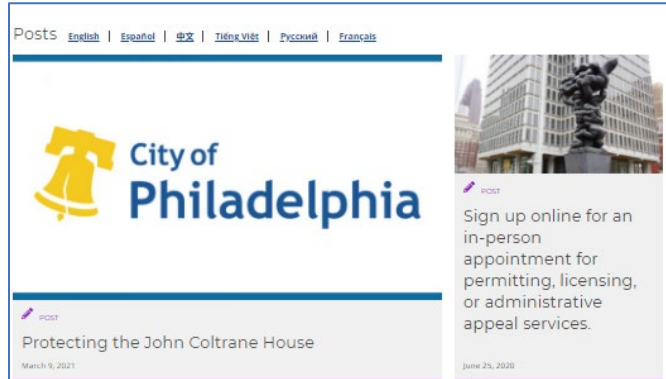 Posts English | Español | 中文 | Tiếng Việt | Русский | Français
City of
Philadelphia
POST
Protecting the John Coltrane House
March 9, 2021
POST
Sign up online for an
in-person
appointment for
permitting, licensing,
or administrative
appeal services.
June 25, 2020